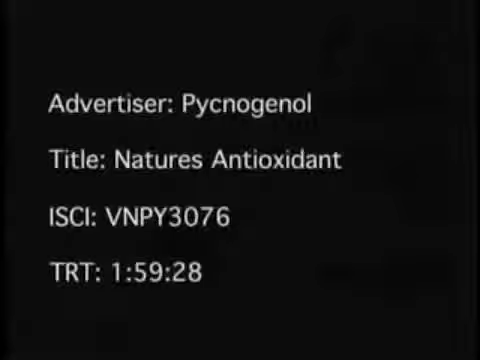 Advertiser: Pycnogenol
Title: Natures Antioxidant
ISCI: VNPY3076
TRT: 1:59:28